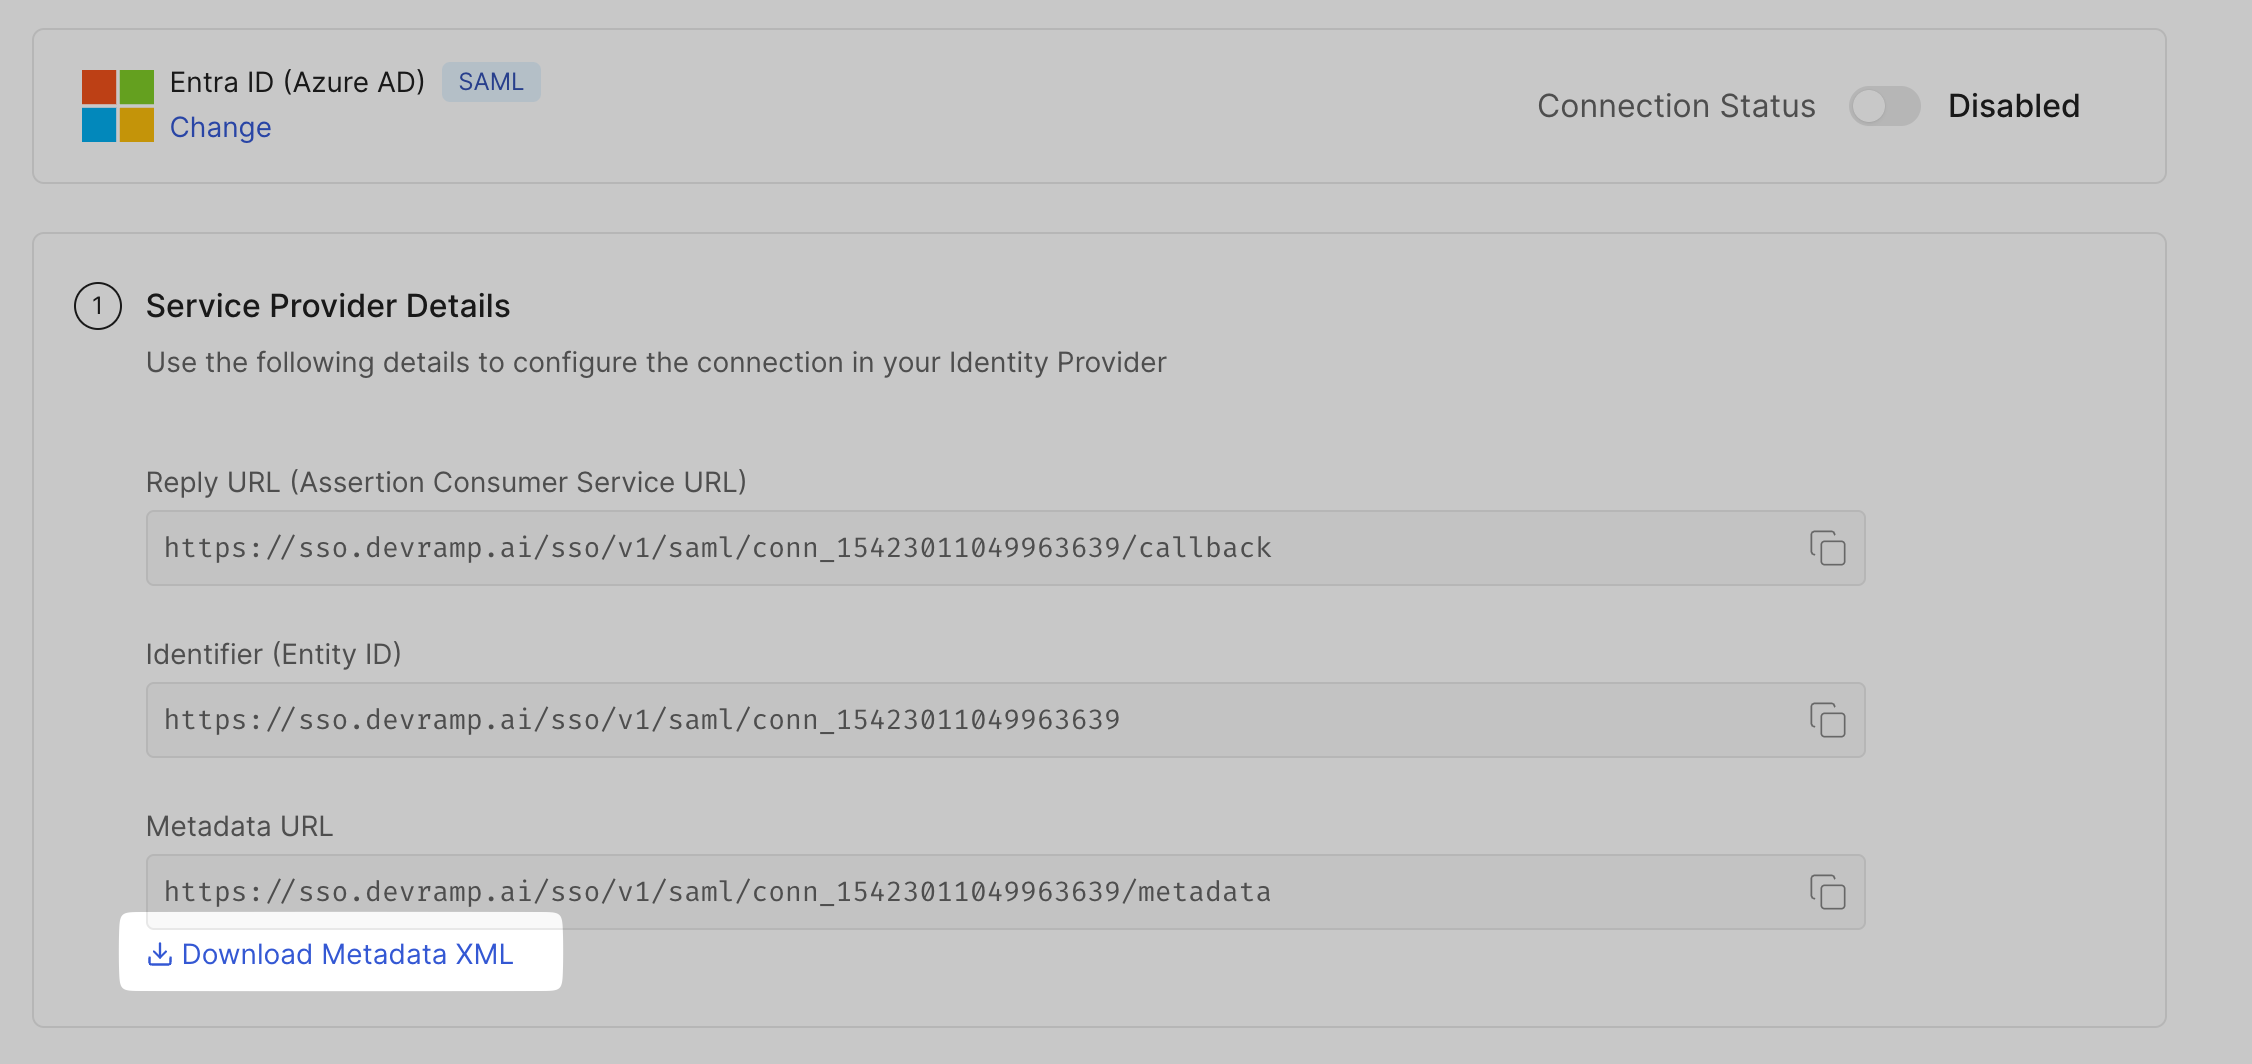 Entra ID (Azure AD) SAML
Change
Connection Status Disabled
1 Service Provider Details
Use the following details to configure the connection in your Identity Provider
Reply URL (Assertion Consumer Service URL)
https://sso.devramp.ai/sso/v1/saml/conn_15423011049963639/callback
Identifier (Entity ID)
https://sso.devramp.ai/sso/v1/saml/conn_15423011049963639
Metadata URL
https://sso.devramp.ai/sso/v1/saml/conn_15423011049963639/metadata
Download Metadata XML